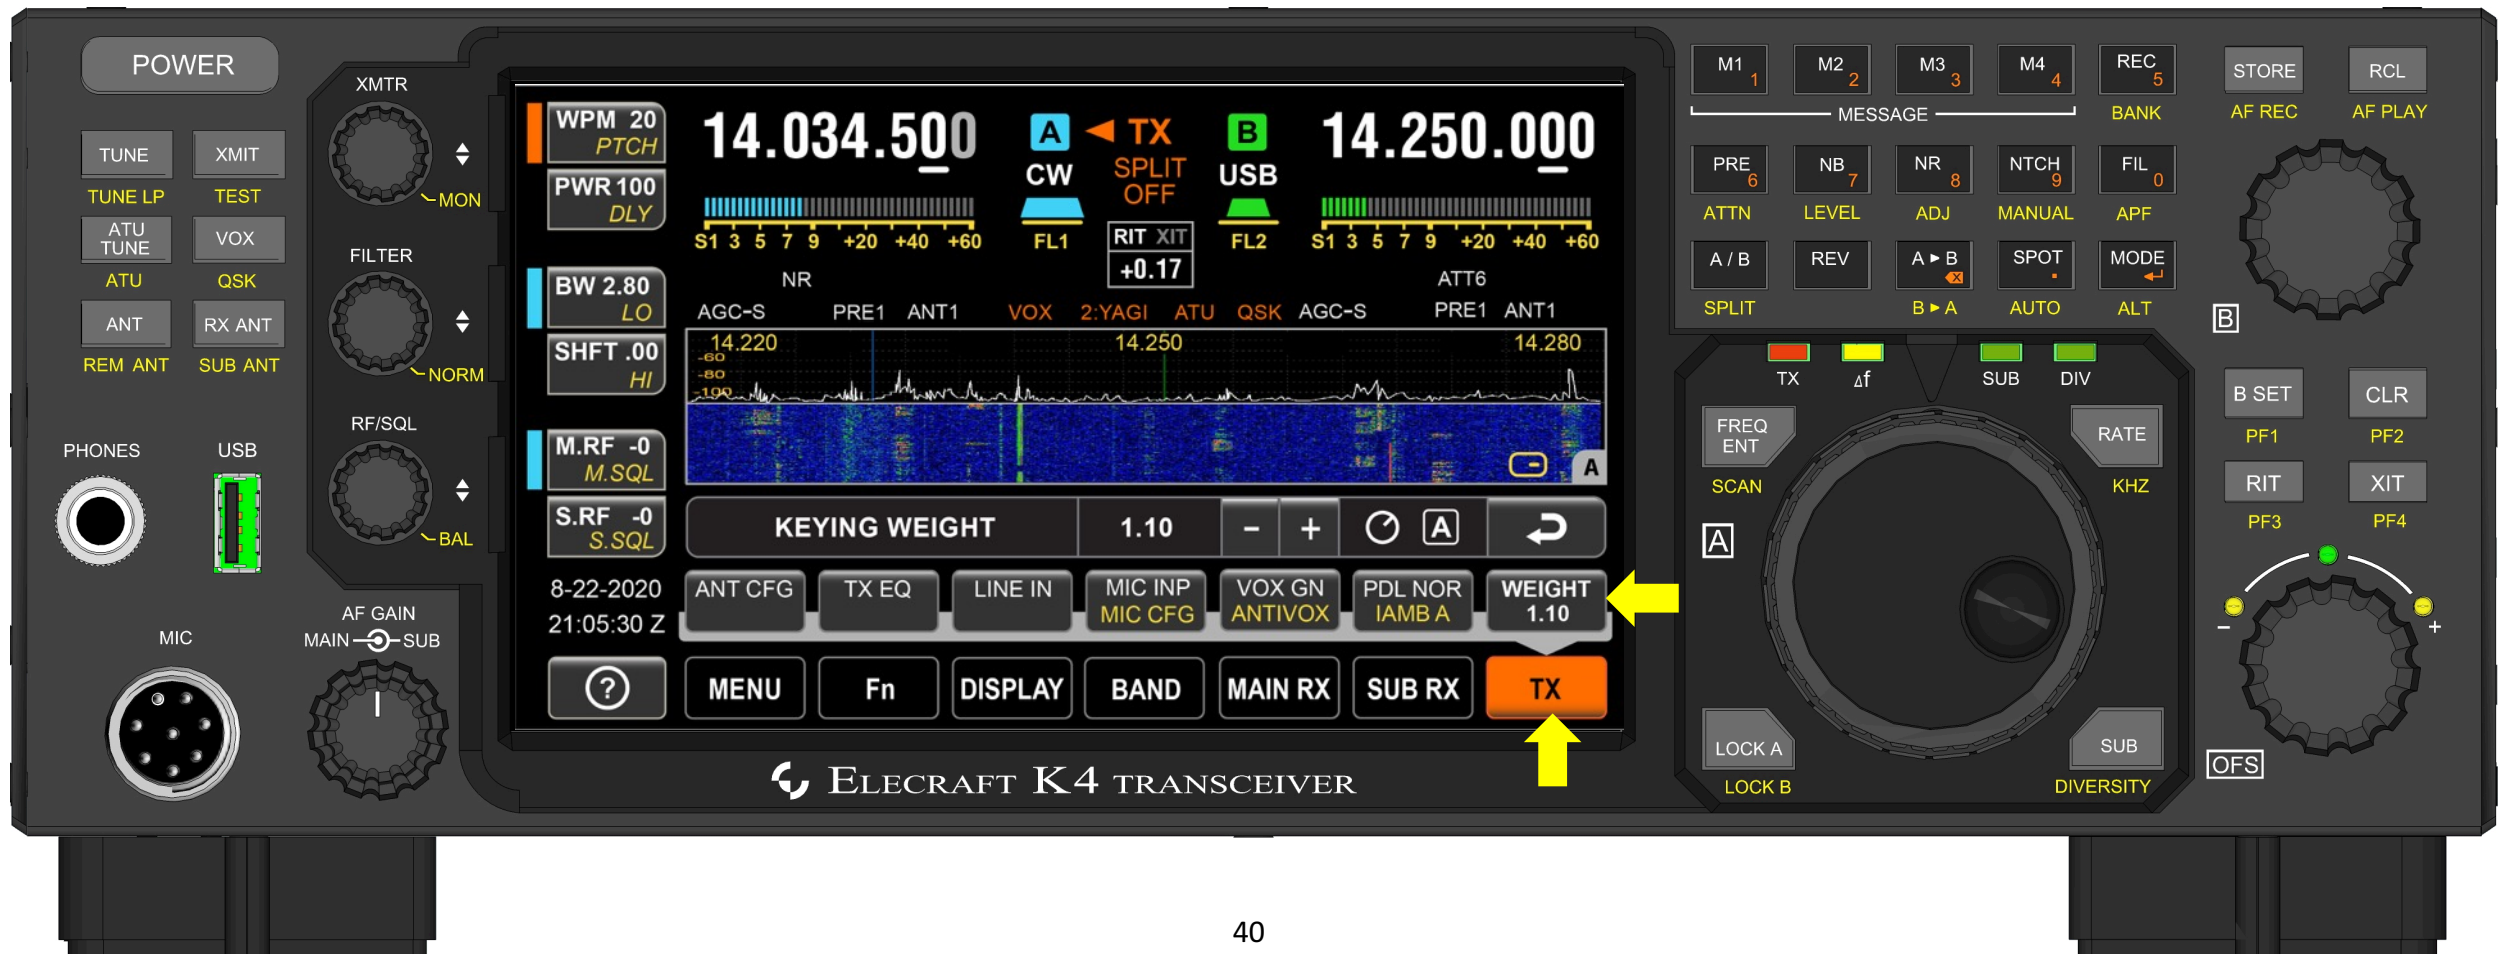 POWER
TUNE XMIT
TUNE LP TEST
ATU TUNE VOX
ATU QSK
ANT RX ANT
REM ANT SUB ANT
PHONES USB
MIC
XMTR
MON
FILTER
NORM
RF/SQL
BAL
AF GAIN
MAIN SUB
WPM 20
PTCH
PWR 100
DLY
BW 2.80
LO
SHFT .00
HI
M.RF -0
M.SQL
S.RF -0
S.SQL
8-22-2020
21:05:30 Z
?
14.034.500 A TX B 14.250.000
CW SPLIT OFF USB
S1 3 5 7 9 +20 +40 +60 FL1 RIT XIT FL2 S1 3 5 7 9 +20 +40 +60
+0.17
NR ATT6
AGC-S PRE1 ANT1 VOX 2:YAGI ATU QSK AGC-S PRE1 ANT1
14.220 14.250 14.280
-60
-80
-100
A
KEYING WEIGHT 1.10 - + A
ANT CFG TX EQ LINE IN MIC INP VOX GN PDL NOR WEIGHT
MIC CFG ANTIVOX IAMB A 1.10
MENU Fn DISPLAY BAND MAIN RX SUB RX TX
ELECRAFT K4 TRANSCEIVER
M1 1 M2 2 M3 3 M4 4 REC 5
MESSAGE BANK
PRE 6 NB 7 NR 8 NTCH 9 FIL 0
ATTN LEVEL ADJ MANUAL APF
A / B REV A ▸ B SPOT . MODE
SPLIT B ▸ A AUTO ALT
TX Δf SUB DIV
FREQ ENT RATE
SCAN KHZ
A
LOCK A SUB
LOCK B DIVERSITY
STORE RCL
AF REC AF PLAY
B
B SET CLR
PF1 PF2
RIT XIT
PF3 PF4
- +
OFS
40